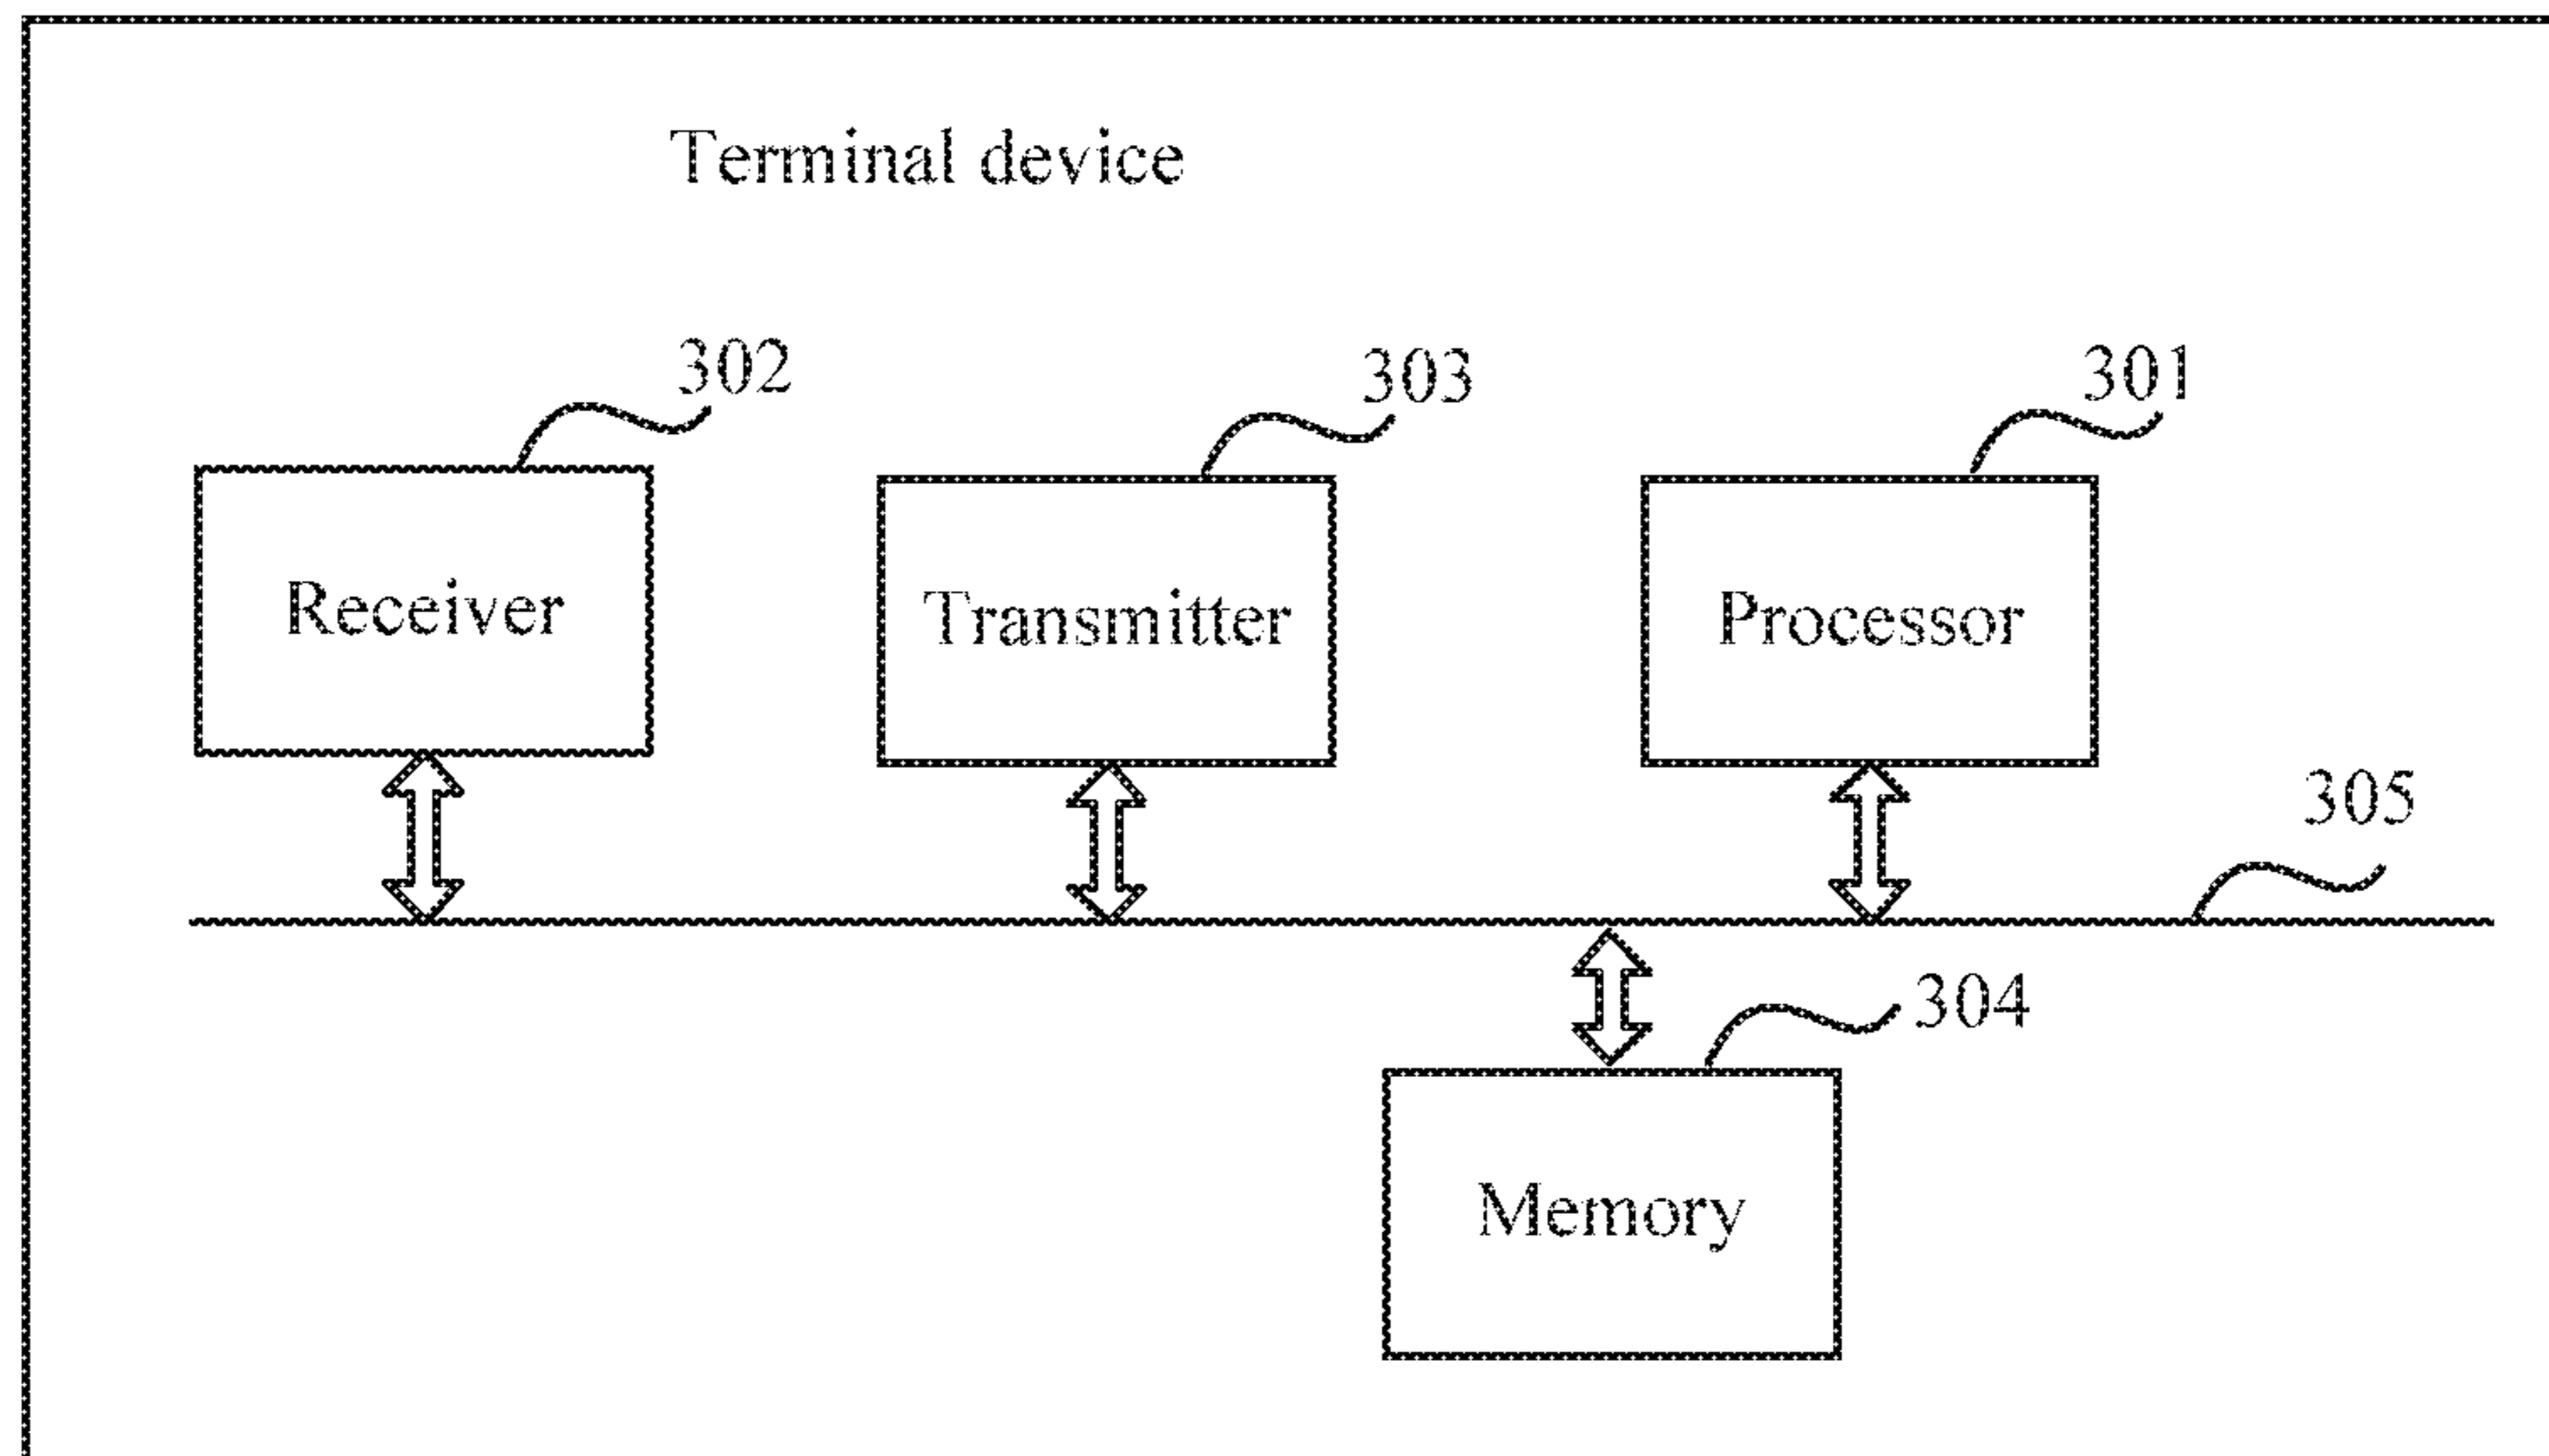 Terminal device
302
303
301
Receiver
Transmitter
Processor
305
304
Memory